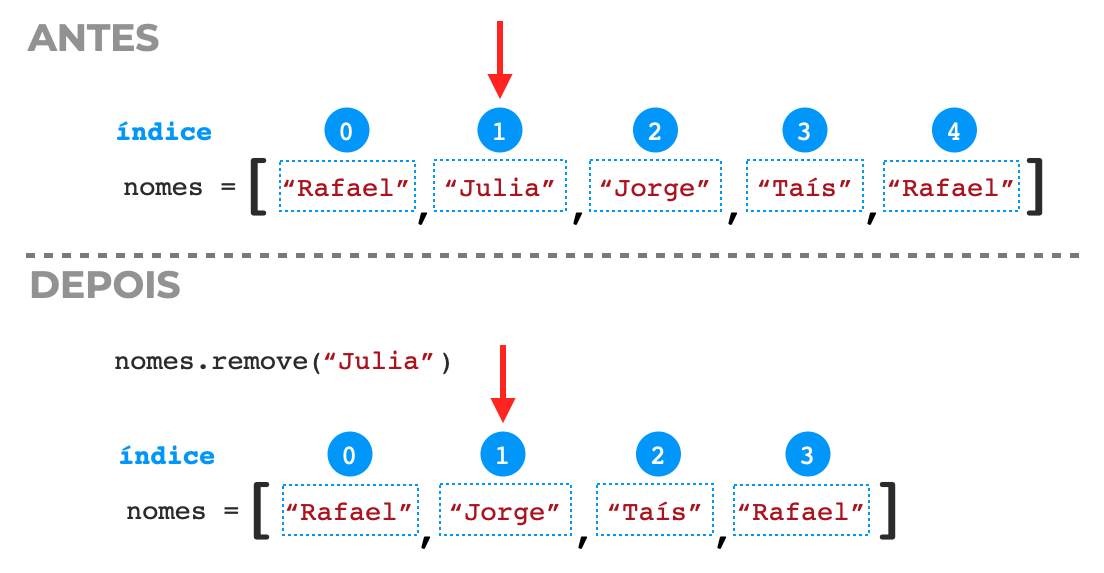 ANTES
índice 0 1 2 3 4
nomes = [ “Rafael” , “Julia” , “Jorge” , “Taís” , “Rafael” ]
DEPOIS
nomes.remove(“Julia”)
índice 0 1 2 3
nomes = [ “Rafael” , “Jorge” , “Taís” , “Rafael” ]